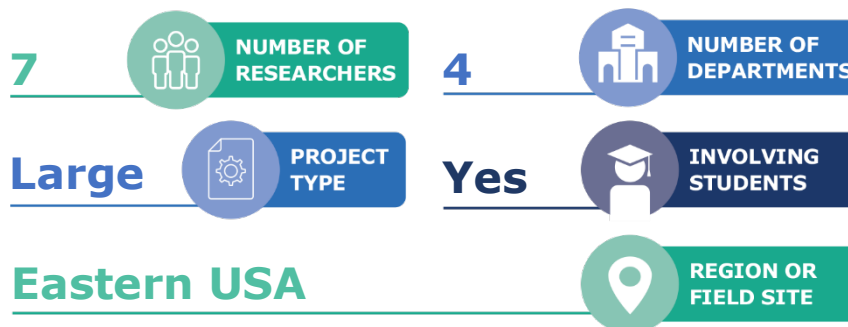 7
NUMBER OF
RESEARCHERS
4
NUMBER OF
DEPARTMENTS
Large
PROJECT
TYPE
Yes
INVOLVING
STUDENTS
Eastern USA
REGION OR
FIELD SITE